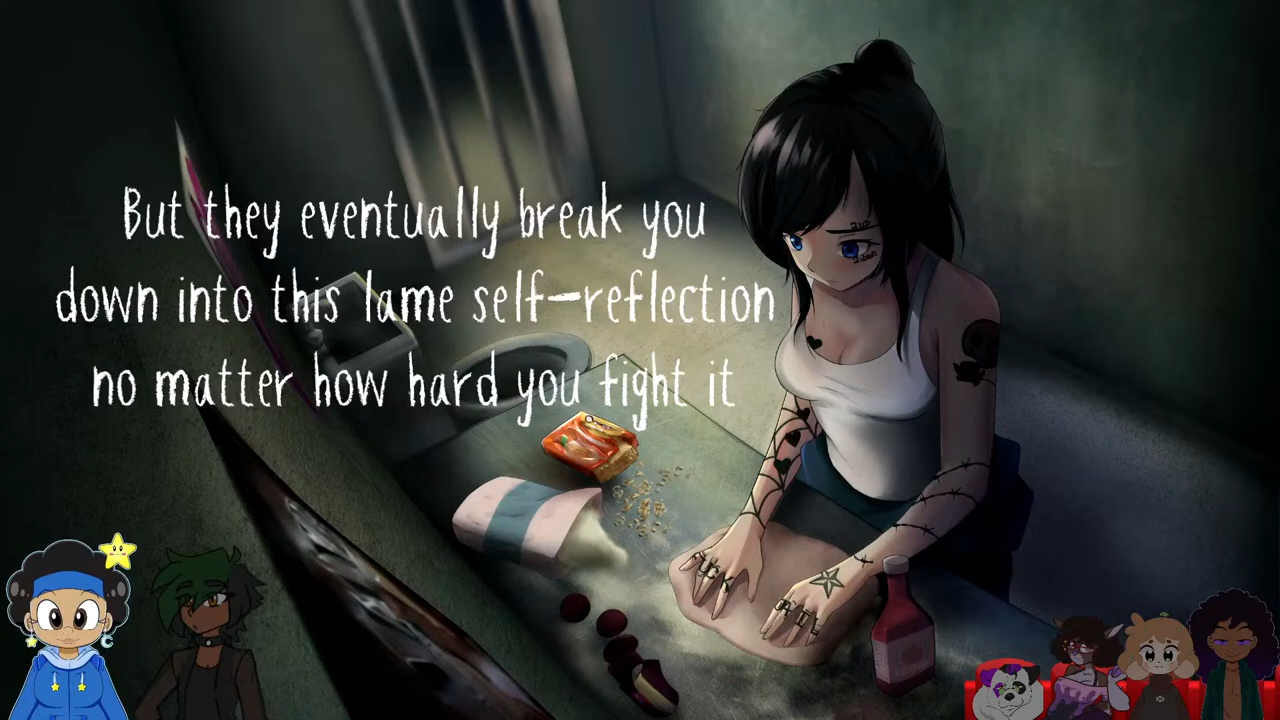 But they eventually break you
down into this lame self-reflection
no matter how hard you fight it